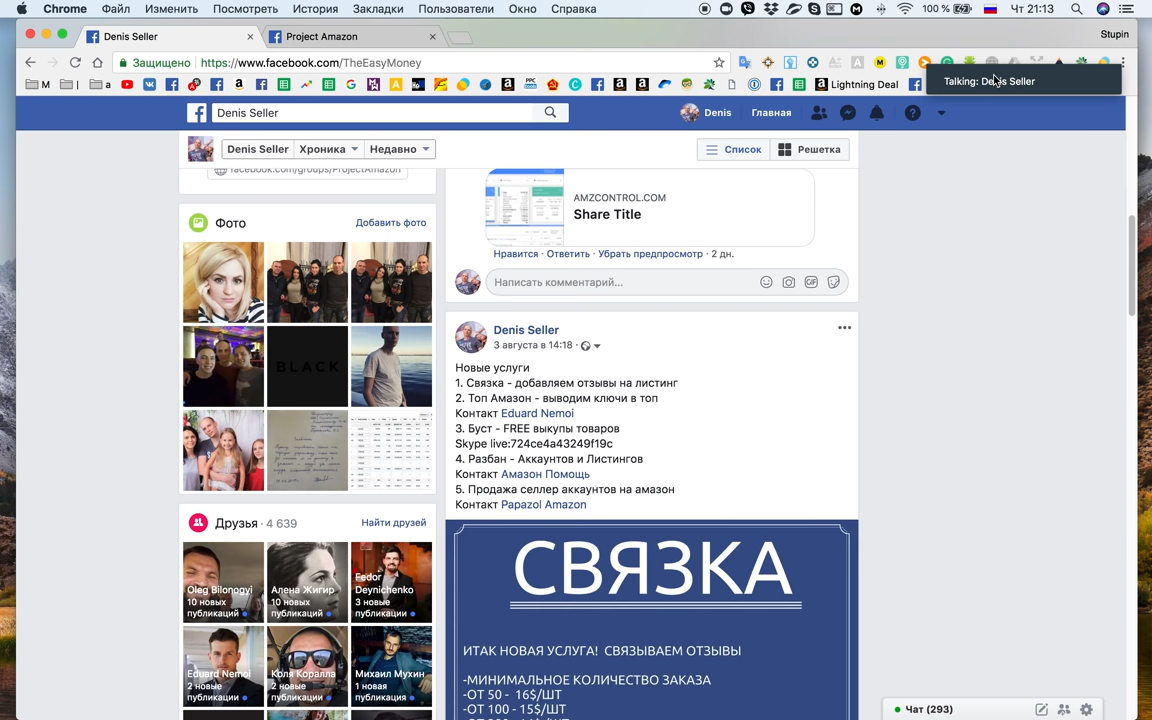 Chrome Файл Изменить Посмотреть История Закладки Пользователи Окно Справка 100 % Чт 21:13
Denis Seller Project Amazon Stupin
Защищено https://www.facebook.com/TheEasyMoney
Talking: Denis Seller
M I a Lightning Deal
Denis Seller Denis Главная
Denis Seller Хроника Недавно Список Решетка
facebook.com/groups/ProjectAmazon
AMZCONTROL.COM
Share Title
Нравится · Ответить · Убрать предпросмотр · 2 дн.
Написать комментарий...
GIF
Фото Добавить фото
BLACK
Друзья · 4 639 Найти друзей
Oleg Bilonogyi
10 новых
публикаций
Алена Жигир
10 новых
публикаций
Fedor
Deynichenko
3 новые
публикации
Eduard Nemoi
2 новые
публикации
Коля Коралла
2 новые
публикации
Михаил Мухин
1 новая
публикация
Denis Seller
3 августа в 14:18 ·
Новые услуги
1. Связка - добавляем отзывы на листинг
2. Топ Амазон - выводим ключи в топ
Контакт Eduard Nemoi
3. Буст - FREE выкупы товаров
Skype live:724ce4a43249f19c
4. Разбан - Аккаунтов и Листингов
Контакт Амазон Помощь
5. Продажа селлер аккаунтов на амазон
Контакт Papazol Amazon
СВЯЗКА
ИТАК НОВАЯ УСЛУГА! СВЯЗЫВАЕМ ОТЗЫВЫ
-МИНИМАЛЬНОЕ КОЛИЧЕСТВО ЗАКАЗА
-ОТ 50 - 16$/ШТ
-ОТ 100 - 15$/ШТ
Чат (293)